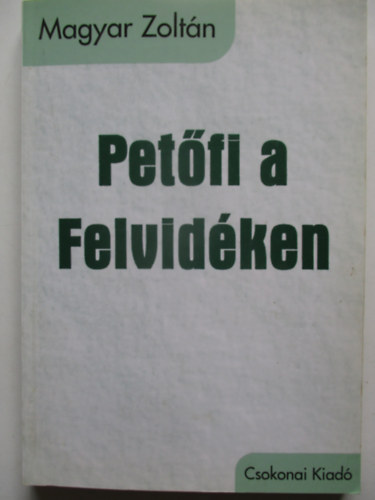 Magyar Zoltán
Petőfi a
Felvidéken
Csokonai Kiadó